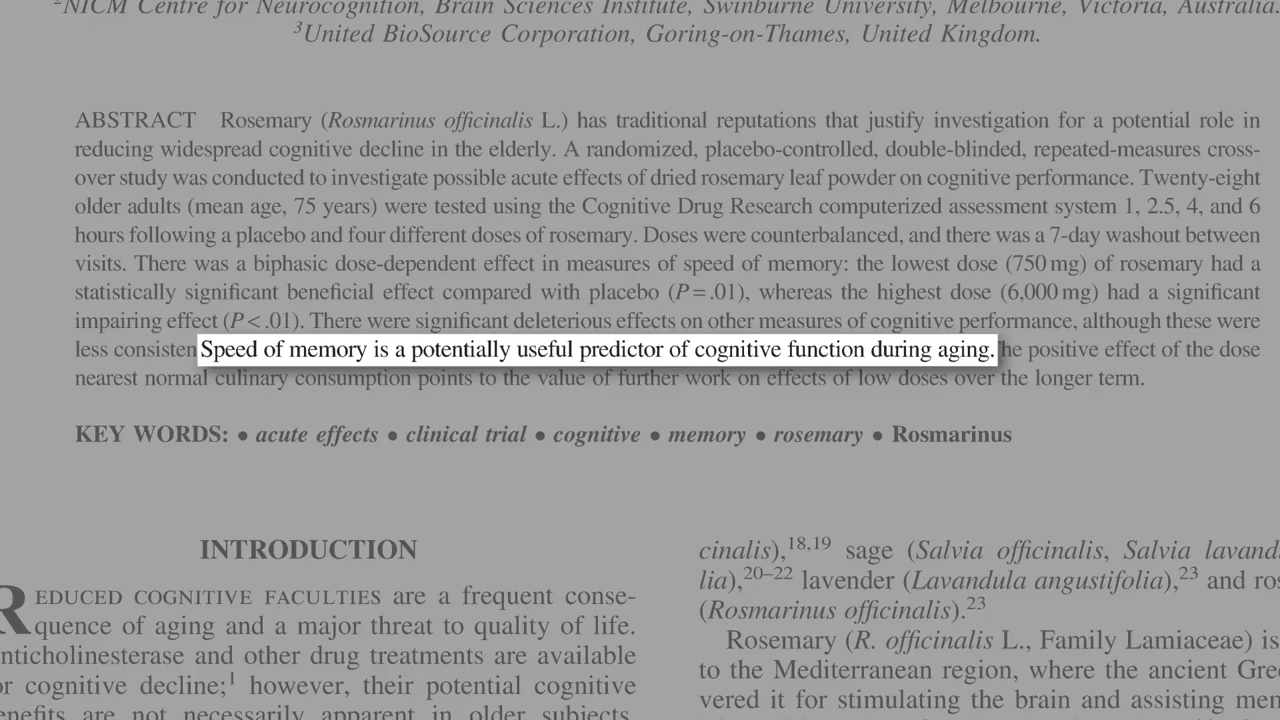 ²NICM Centre for Neurocognition, Brain Sciences Institute, Swinburne University, Melbourne, Victoria, Australia.
³United BioSource Corporation, Goring-on-Thames, United Kingdom.
ABSTRACT Rosemary (Rosmarinus officinalis L.) has traditional reputations that justify investigation for a potential role in
reducing widespread cognitive decline in the elderly. A randomized, placebo-controlled, double-blinded, repeated-measures cross-
over study was conducted to investigate possible acute effects of dried rosemary leaf powder on cognitive performance. Twenty-eight
older adults (mean age, 75 years) were tested using the Cognitive Drug Research computerized assessment system 1, 2.5, 4, and 6
hours following a placebo and four different doses of rosemary. Doses were counterbalanced, and there was a 7-day washout between
visits. There was a biphasic dose-dependent effect in measures of speed of memory: the lowest dose (750 mg) of rosemary had a
statistically significant beneficial effect compared with placebo (P = .01), whereas the highest dose (6,000 mg) had a significant
impairing effect (P < .01). There were significant deleterious effects on other measures of cognitive performance, although these were
less consisten Speed of memory is a potentially useful predictor of cognitive function during aging. he positive effect of the dose
nearest normal culinary consumption points to the value of further work on effects of low doses over the longer term.
KEY WORDS: • acute effects • clinical trial • cognitive • memory • rosemary • Rosmarinus
INTRODUCTION
REDUCED COGNITIVE FACULTIES are a frequent conse-
quence of aging and a major threat to quality of life.
nticholinesterase and other drug treatments are available
or cognitive decline;¹ however, their potential cognitive
enefits are not necessarily apparent in older subjects.
cinalis),¹⁸,¹⁹ sage (Salvia officinalis, Salvia lavand
lia),²⁰⁻²² lavender (Lavandula angustifolia),²³ and ros
(Rosmarinus officinalis).²³
Rosemary (R. officinalis L., Family Lamiaceae) is
to the Mediterranean region, where the ancient Gre
vered it for stimulating the brain and assisting mem